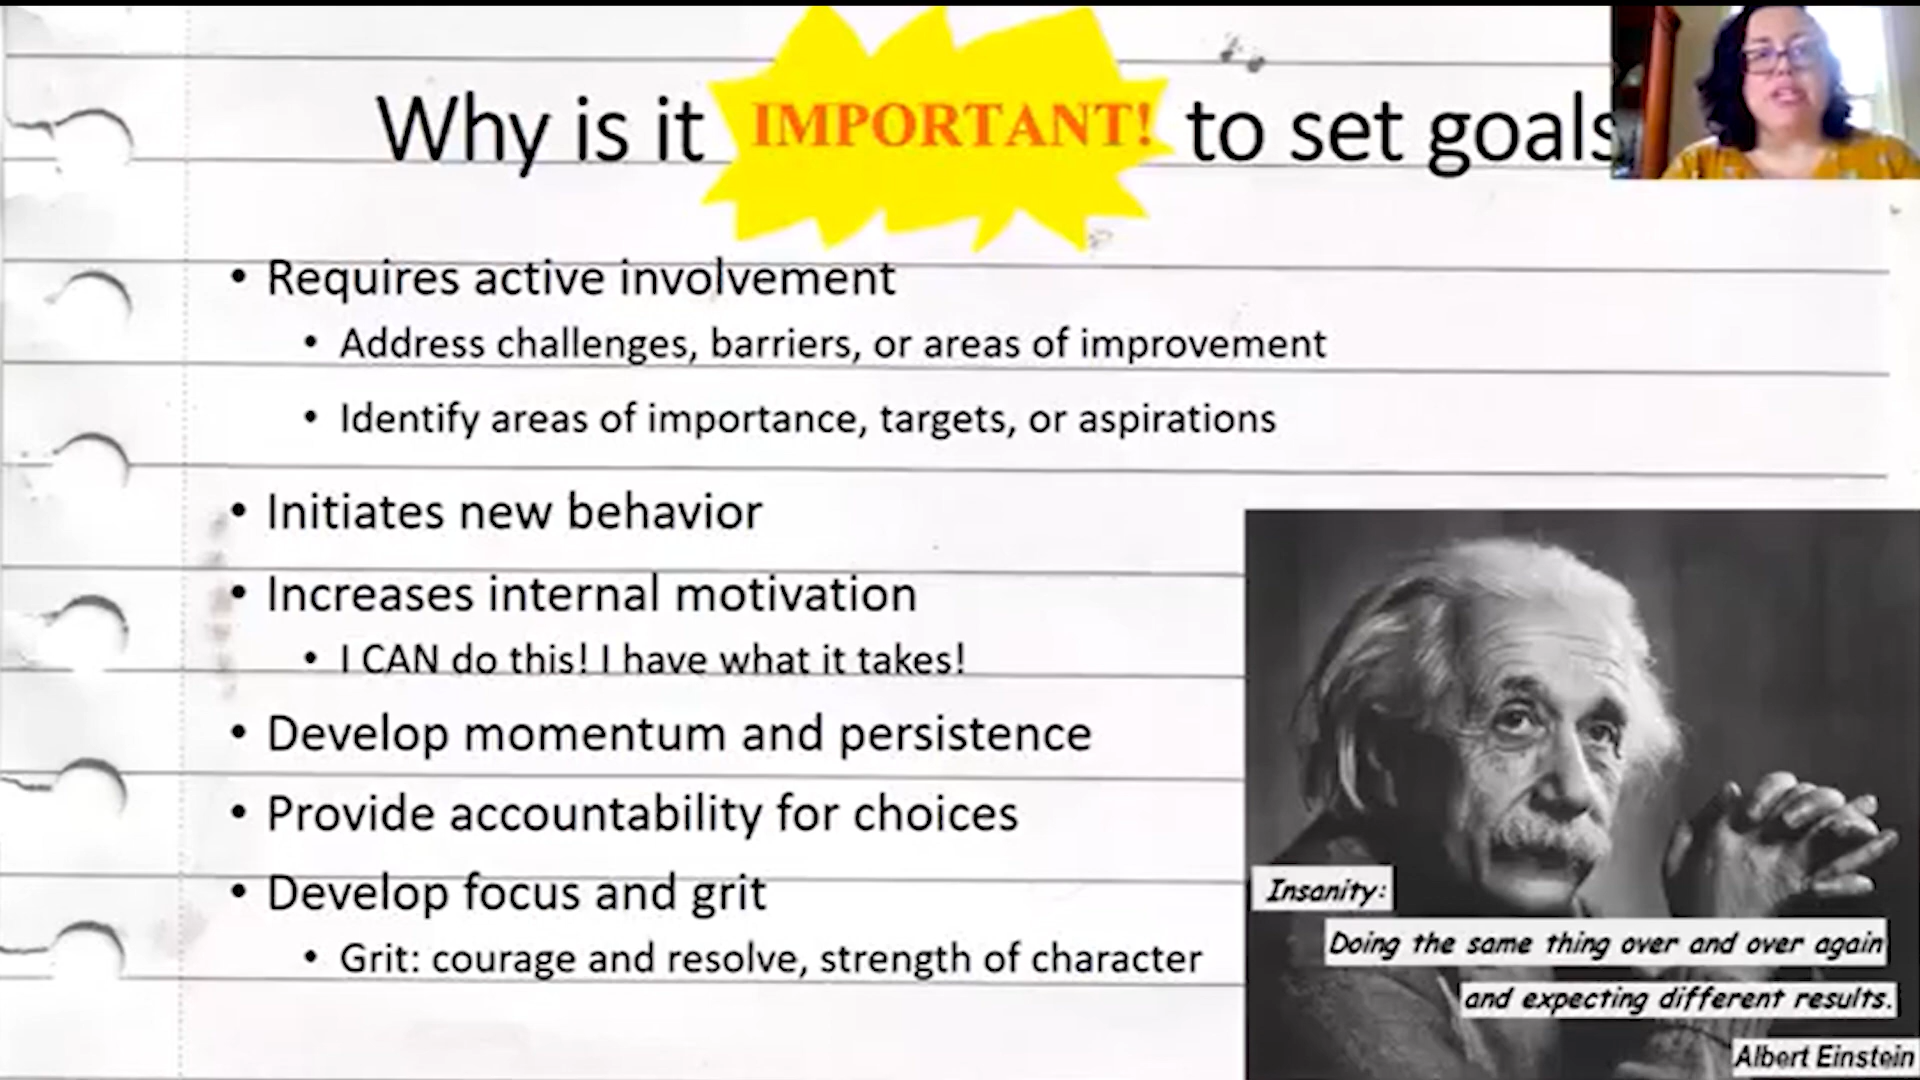 Why is it IMPORTANT! to set goals
• Requires active involvement
• Address challenges, barriers, or areas of improvement
• Identify areas of importance, targets, or aspirations
• Initiates new behavior
• Increases internal motivation
• I CAN do this! I have what it takes!
• Develop momentum and persistence
• Provide accountability for choices
• Develop focus and grit
• Grit: courage and resolve, strength of character
Insanity:
Doing the same thing over and over again
and expecting different results.
Albert Einstein